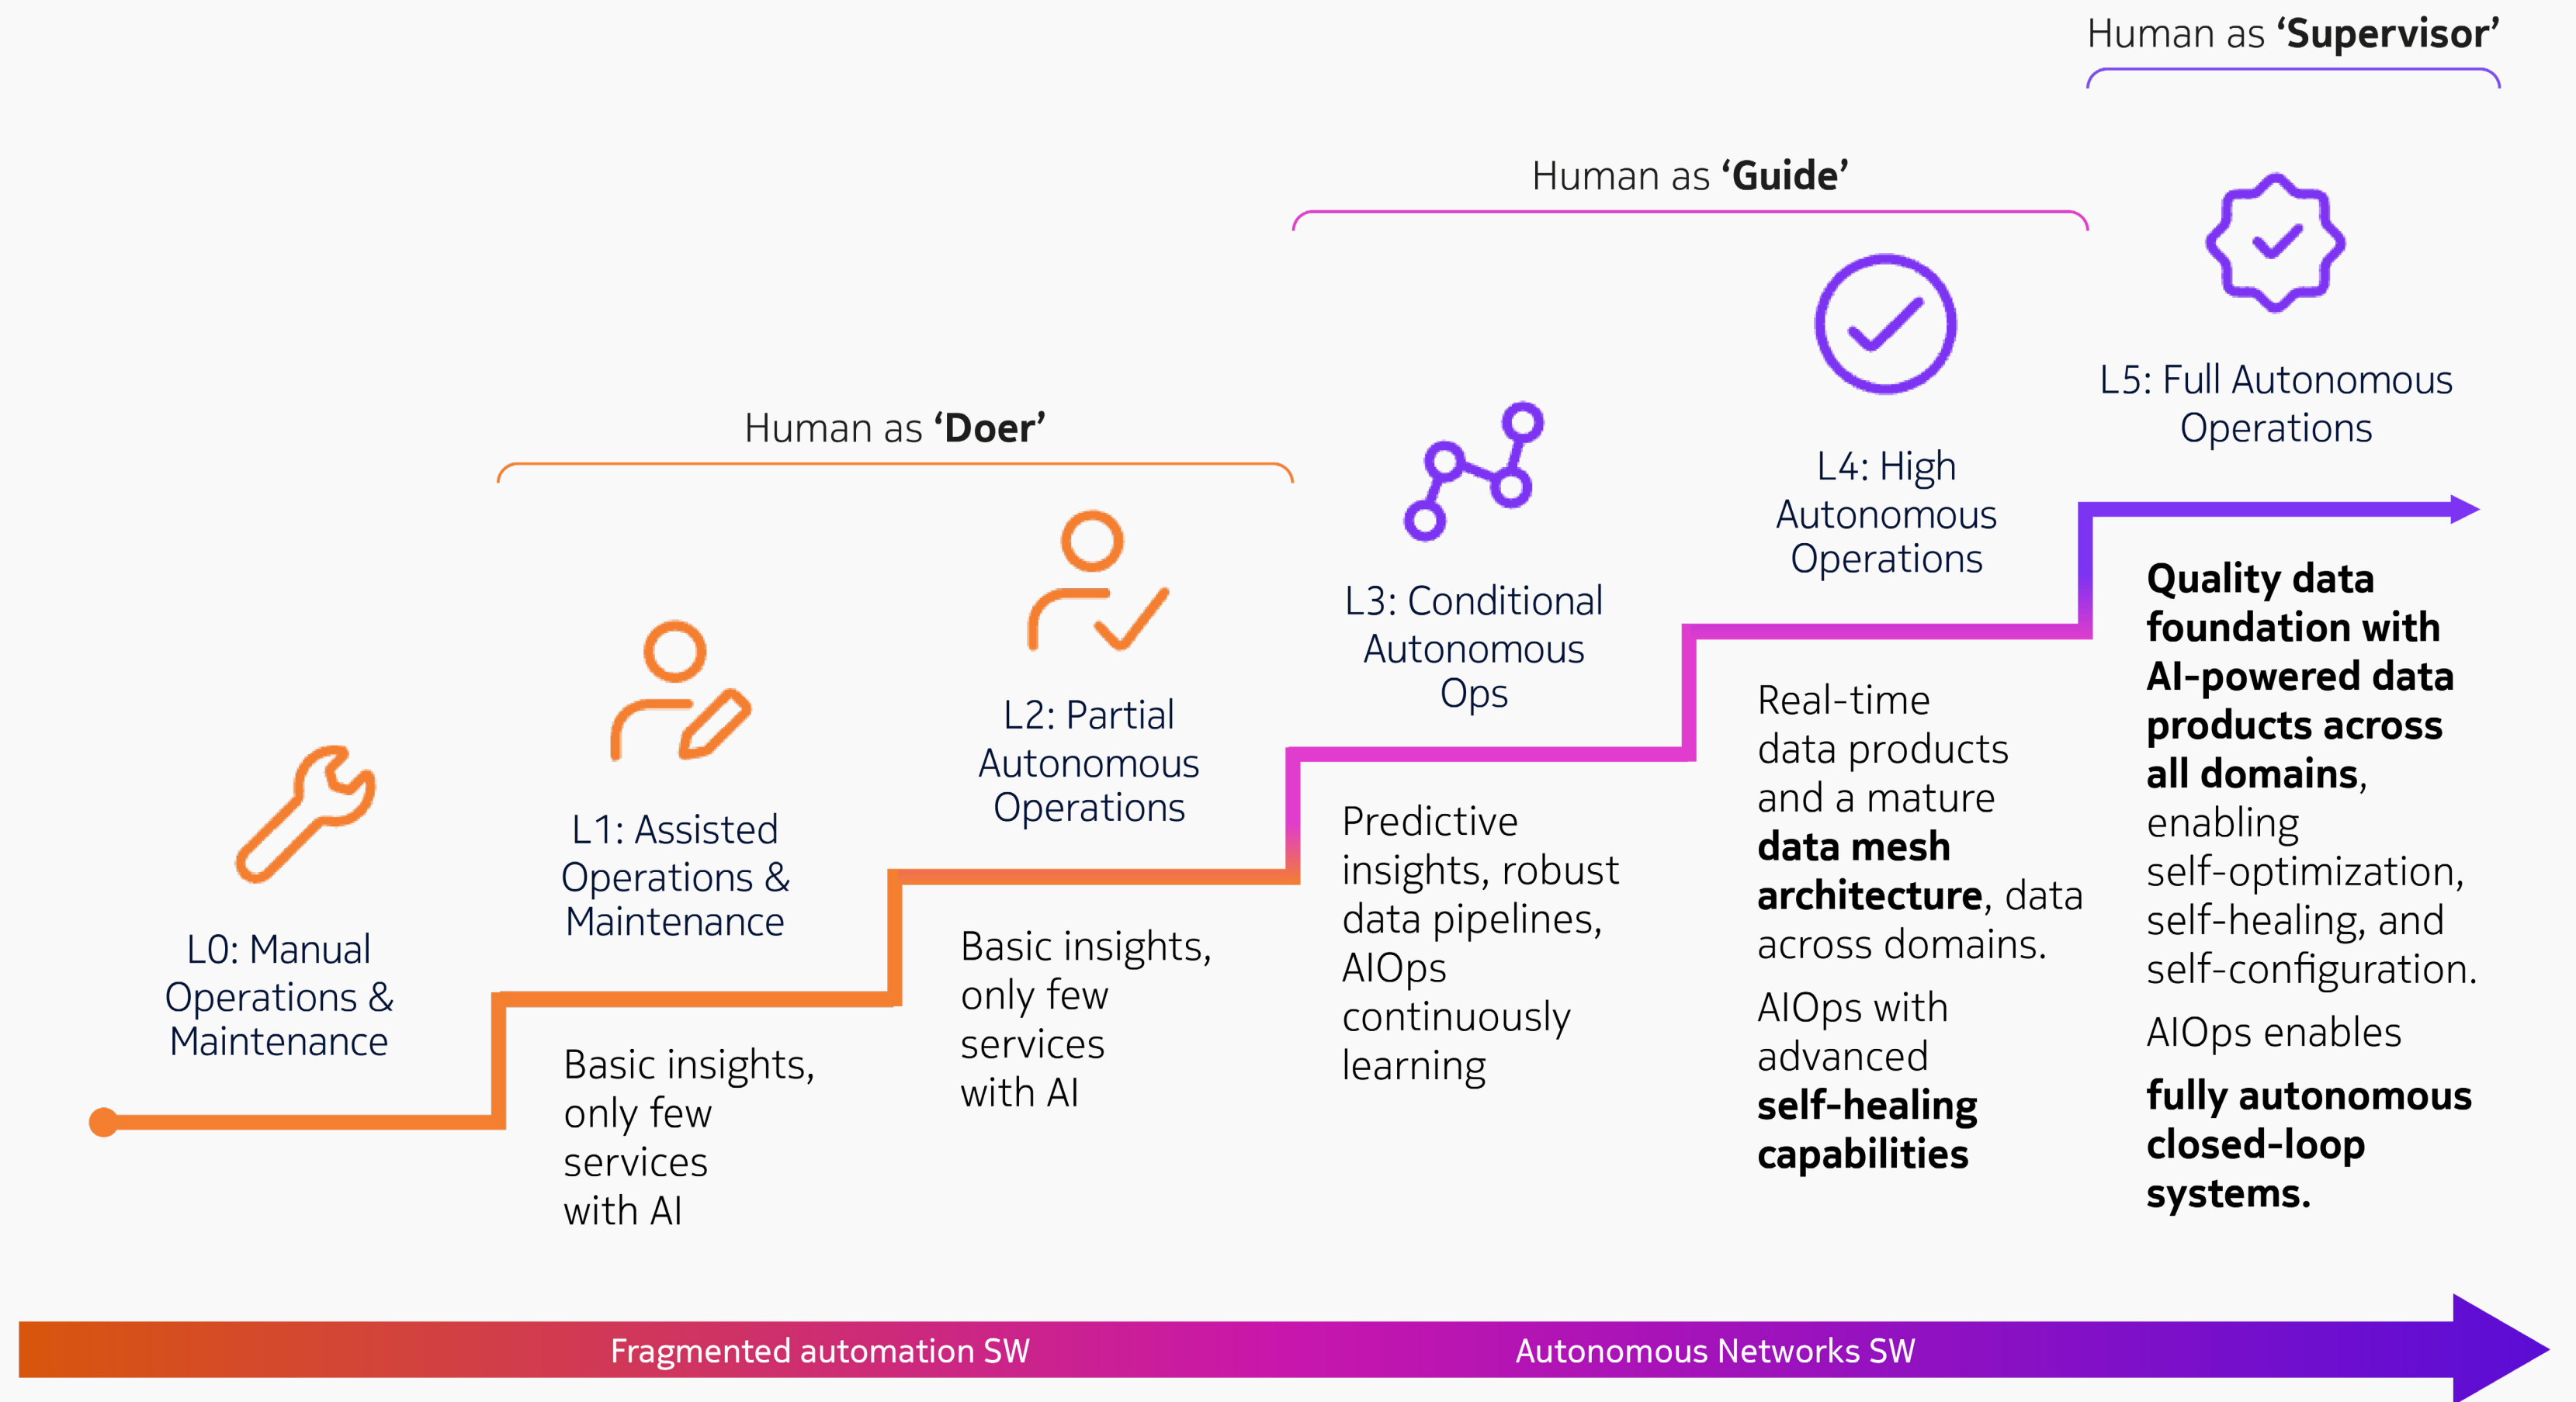 Human as ‘Supervisor’
Human as ‘Guide’
Human as ‘Doer’
L0: Manual
Operations &
Maintenance
L1: Assisted
Operations &
Maintenance
Basic insights,
only few
services
with AI
L2: Partial
Autonomous
Operations
Basic insights,
only few
services
with AI
L3: Conditional
Autonomous
Ops
Predictive
insights, robust
data pipelines,
AIOps
continuously
learning
L4: High
Autonomous
Operations
Real-time
data products
and a mature
data mesh
architecture, data
across domains.
AIOps with
advanced
self-healing
capabilities
L5: Full Autonomous
Operations
Quality data
foundation with
AI-powered data
products across
all domains,
enabling
self-optimization,
self-healing, and
self-configuration.
AIOps enables
fully autonomous
closed-loop
systems.
Fragmented automation SW
Autonomous Networks SW